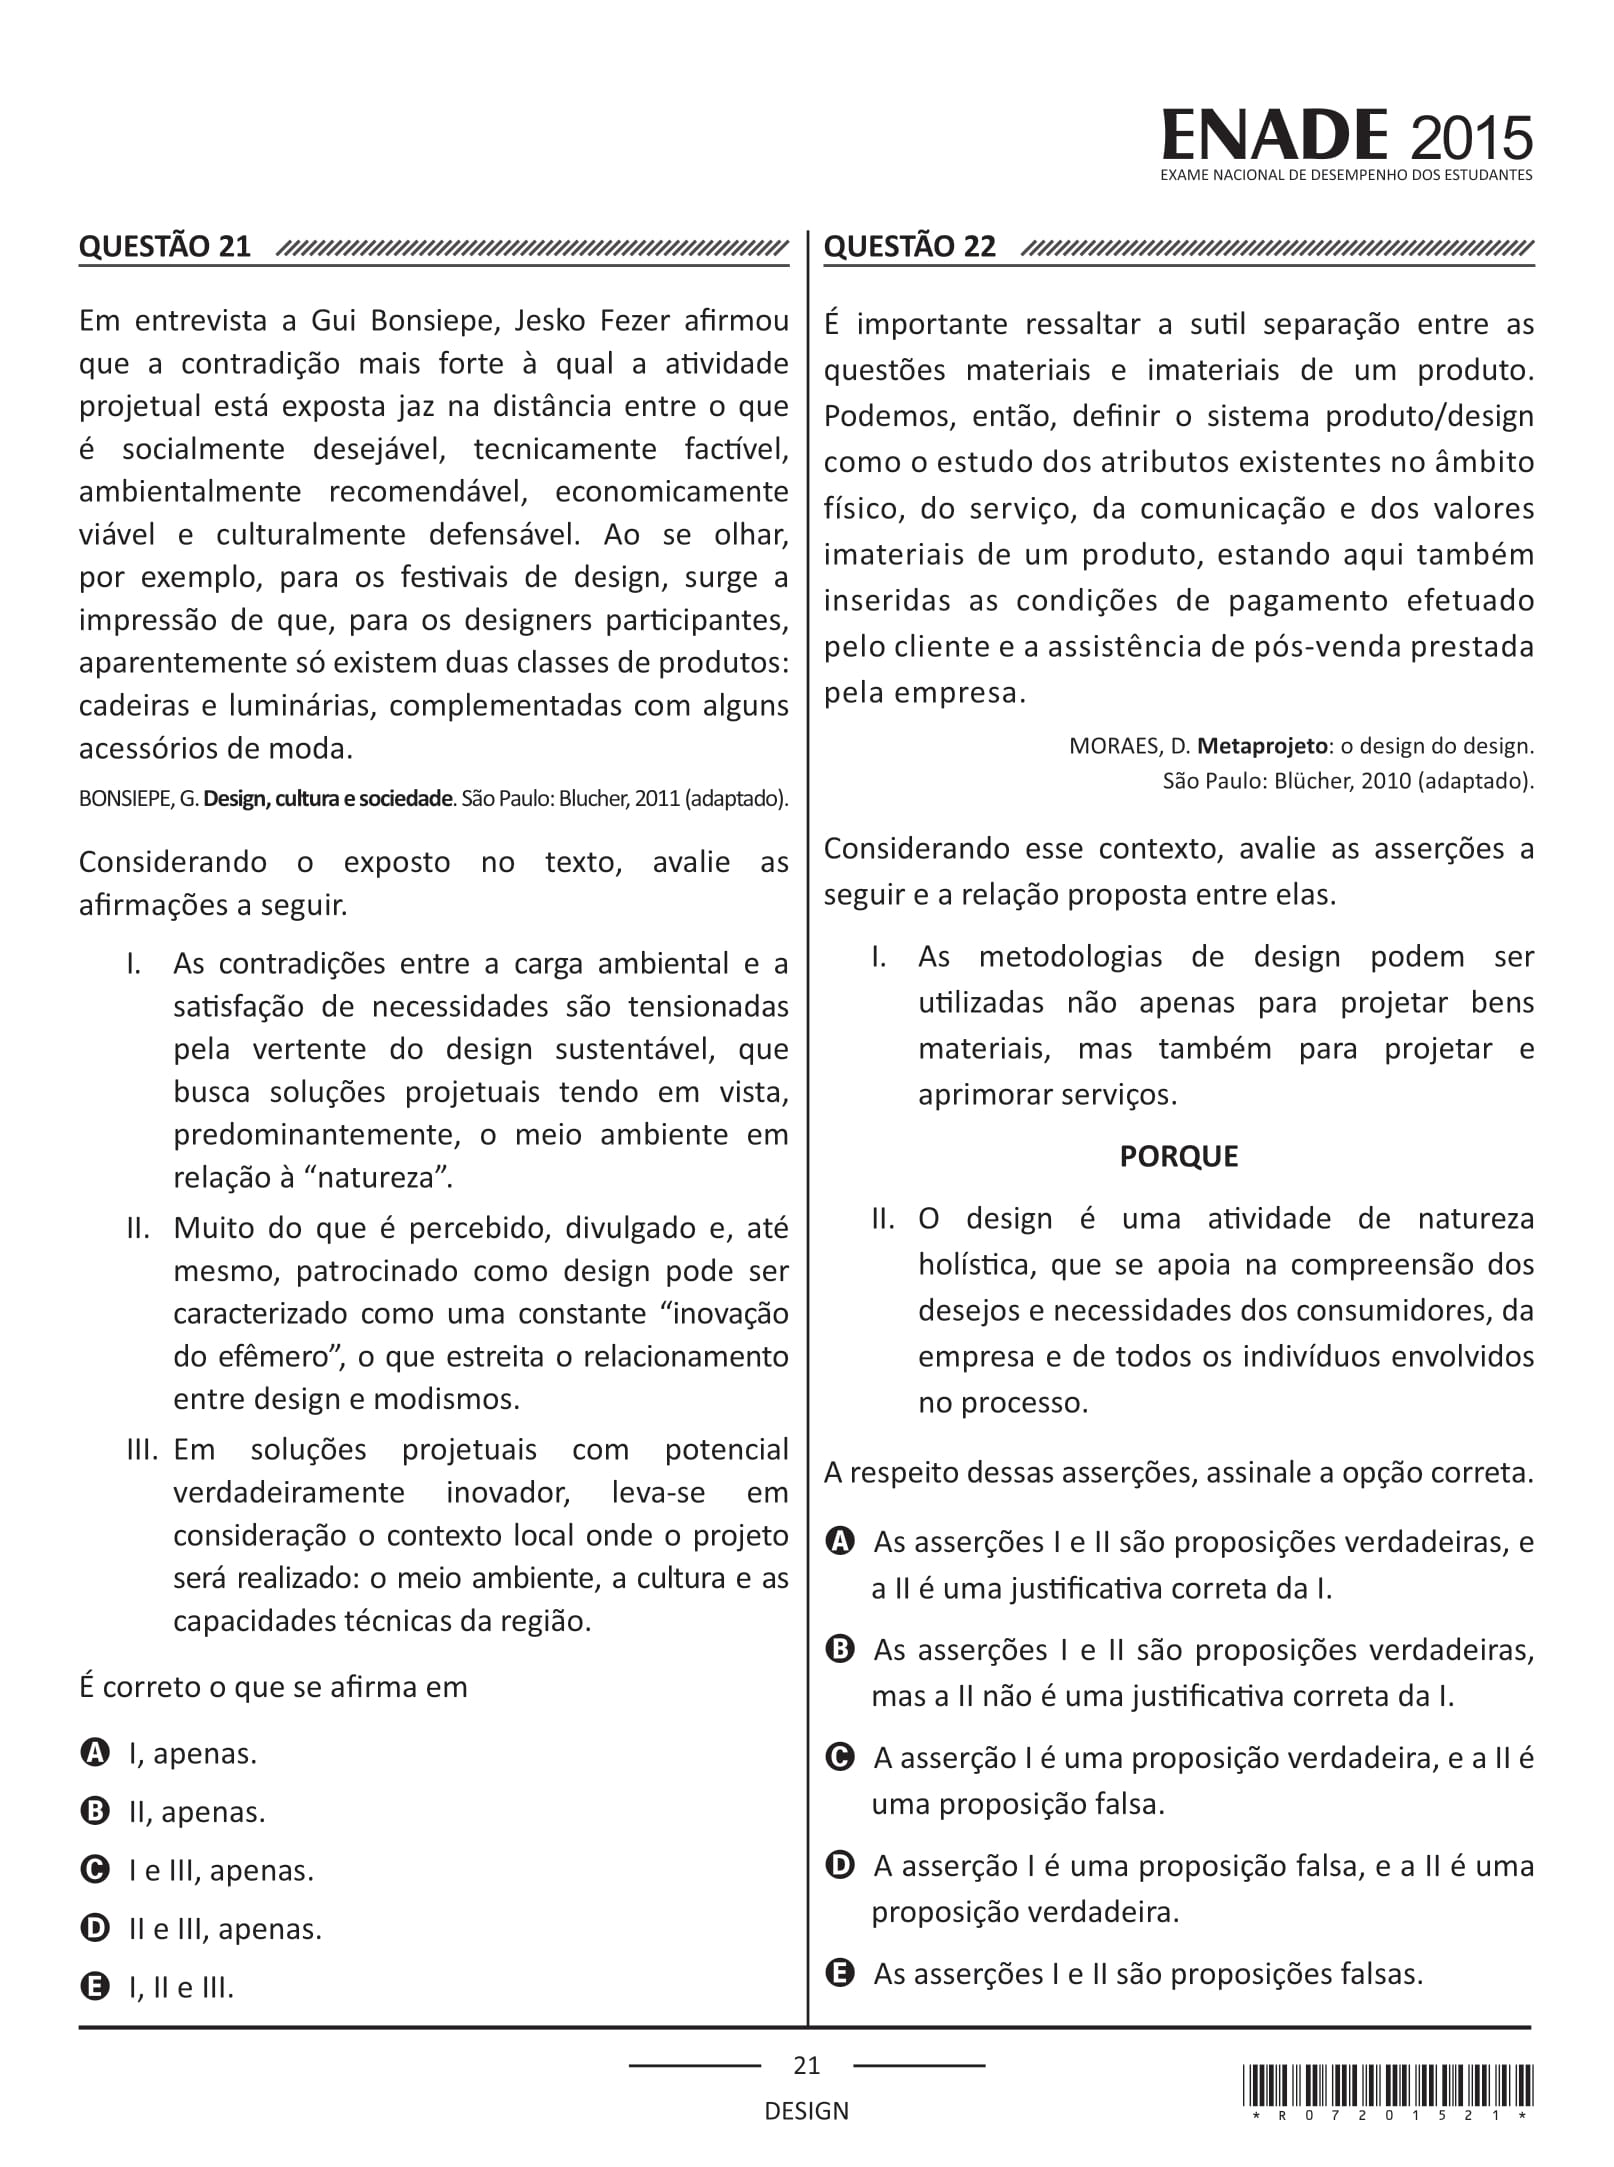 ENADE 2015
EXAME NACIONAL DE DESEMPENHO DOS ESTUDANTES
QUESTÃO 21
Em entrevista a Gui Bonsiepe, Jesko Fezer afirmou
que a contradição mais forte à qual a atividade
projetual está exposta jaz na distância entre o que
é socialmente desejável, tecnicamente factível,
ambientalmente recomendável, economicamente
viável e culturalmente defensável. Ao se olhar,
por exemplo, para os festivais de design, surge a
impressão de que, para os designers participantes,
aparentemente só existem duas classes de produtos:
cadeiras e luminárias, complementadas com alguns
acessórios de moda.
BONSIEPE, G. Design, cultura e sociedade. São Paulo: Blucher, 2011 (adaptado).
Considerando o exposto no texto, avalie as
afirmações a seguir.
I. As contradições entre a carga ambiental e a
satisfação de necessidades são tensionadas
pela vertente do design sustentável, que
busca soluções projetuais tendo em vista,
predominantemente, o meio ambiente em
relação à “natureza”.
II. Muito do que é percebido, divulgado e, até
mesmo, patrocinado como design pode ser
caracterizado como uma constante “inovação
do efêmero”, o que estreita o relacionamento
entre design e modismos.
III. Em soluções projetuais com potencial
verdadeiramente inovador, leva-se em
consideração o contexto local onde o projeto
será realizado: o meio ambiente, a cultura e as
capacidades técnicas da região.
É correto o que se afirma em
A I, apenas.
B II, apenas.
C I e III, apenas.
D II e III, apenas.
E I, II e III.
QUESTÃO 22
É importante ressaltar a sutil separação entre as
questões materiais e imateriais de um produto.
Podemos, então, definir o sistema produto/design
como o estudo dos atributos existentes no âmbito
físico, do serviço, da comunicação e dos valores
imateriais de um produto, estando aqui também
inseridas as condições de pagamento efetuado
pelo cliente e a assistência de pós-venda prestada
pela empresa.
MORAES, D. Metaprojeto: o design do design.
São Paulo: Blücher, 2010 (adaptado).
Considerando esse contexto, avalie as asserções a
seguir e a relação proposta entre elas.
I. As metodologias de design podem ser
utilizadas não apenas para projetar bens
materiais, mas também para projetar e
aprimorar serviços.
PORQUE
II. O design é uma atividade de natureza
holística, que se apoia na compreensão dos
desejos e necessidades dos consumidores, da
empresa e de todos os indivíduos envolvidos
no processo.
A respeito dessas asserções, assinale a opção correta.
A As asserções I e II são proposições verdadeiras, e
a II é uma justificativa correta da I.
B As asserções I e II são proposições verdadeiras,
mas a II não é uma justificativa correta da I.
C A asserção I é uma proposição verdadeira, e a II é
uma proposição falsa.
D A asserção I é uma proposição falsa, e a II é uma
proposição verdadeira.
E As asserções I e II são proposições falsas.
21
DESIGN
* R 0 7 2 0 1 5 2 1 *